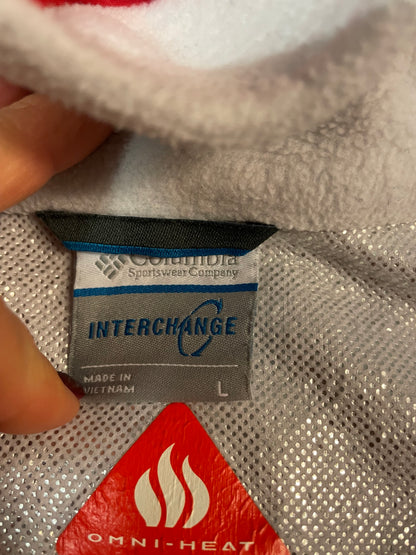 Columbia
Sportswear Company
INTERCHANGE
MADE IN
VIETNAM
L
OMNI-HEAT